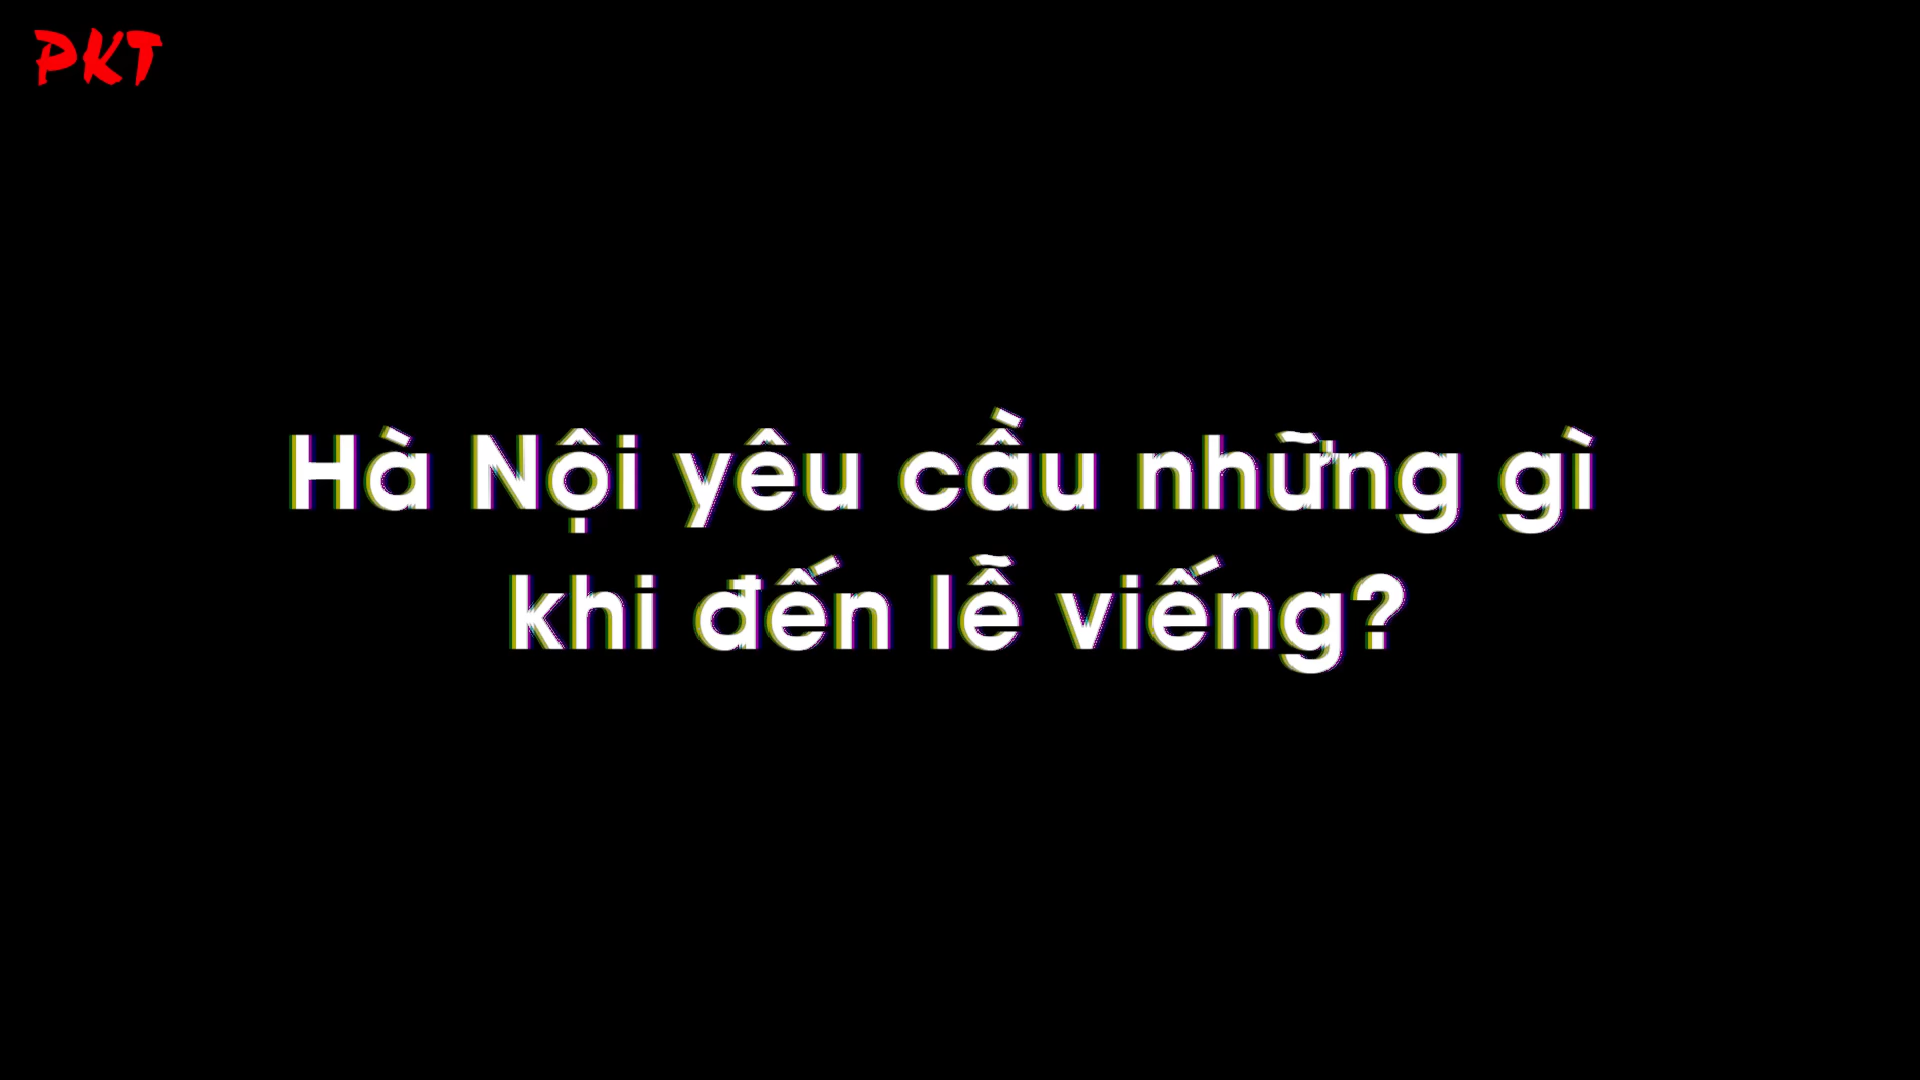 PKT
Hà Nội yêu cầu những gì
khi đến lễ viếng?